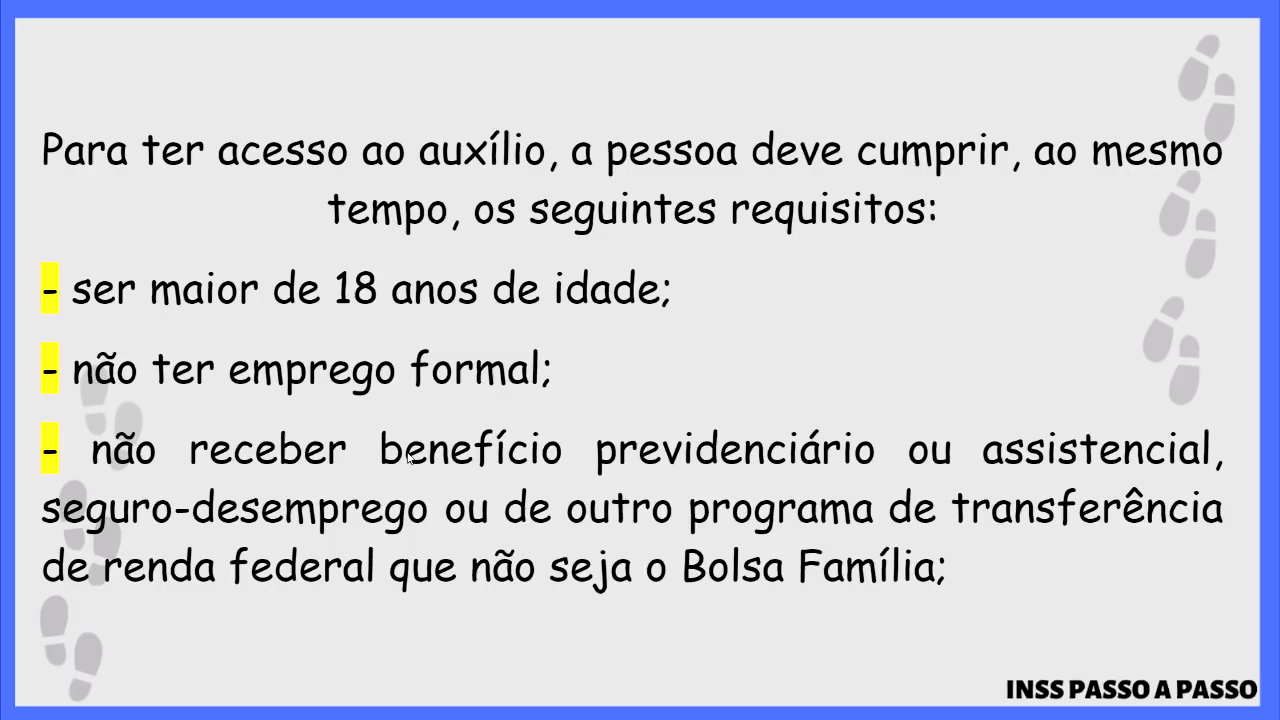 Para ter acesso ao auxílio, a pessoa deve cumprir, ao mesmo
tempo, os seguintes requisitos:
- ser maior de 18 anos de idade;
- não ter emprego formal;
- não receber benefício previdenciário ou assistencial,
seguro-desemprego ou de outro programa de transferência
de renda federal que não seja o Bolsa Família;
INSS PASSO A PASSO